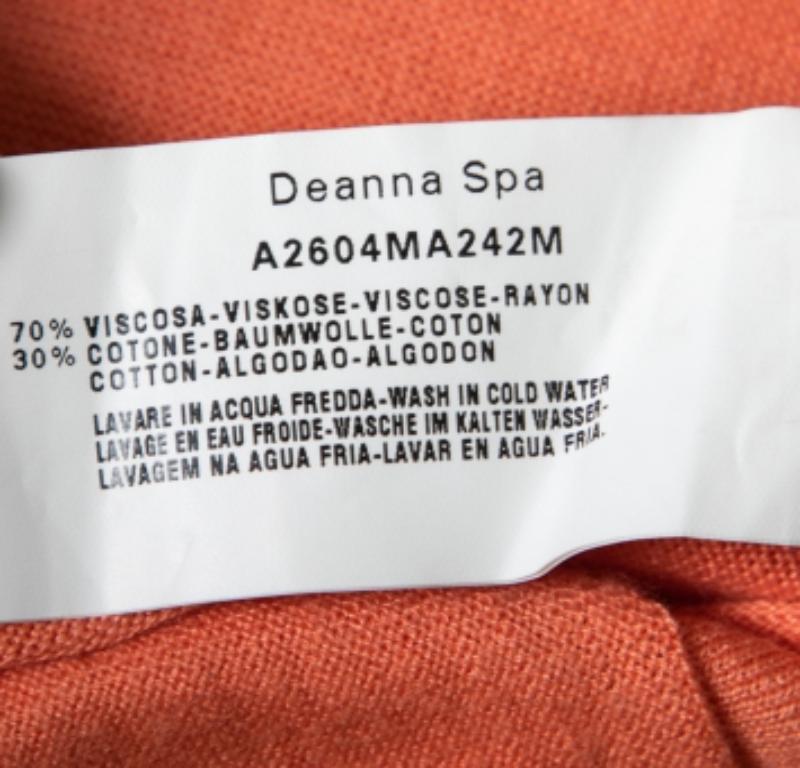 Deanna Spa
A2604MA242M
70% VISCOSA-VISKOSE-VISCOSE-RAYON
30% COTONE-BAUMWOLLE-COTON
COTTON-ALGODAO-ALGODON
LAVARE IN ACQUA FREDDA-WASH IN COLD WATER
LAVAGE EN EAU FROIDE-WASCHE IM KALTEN WASSER-
LAVAGEM NA AGUA FRIA-LAVAR EN AGUA FRIA.